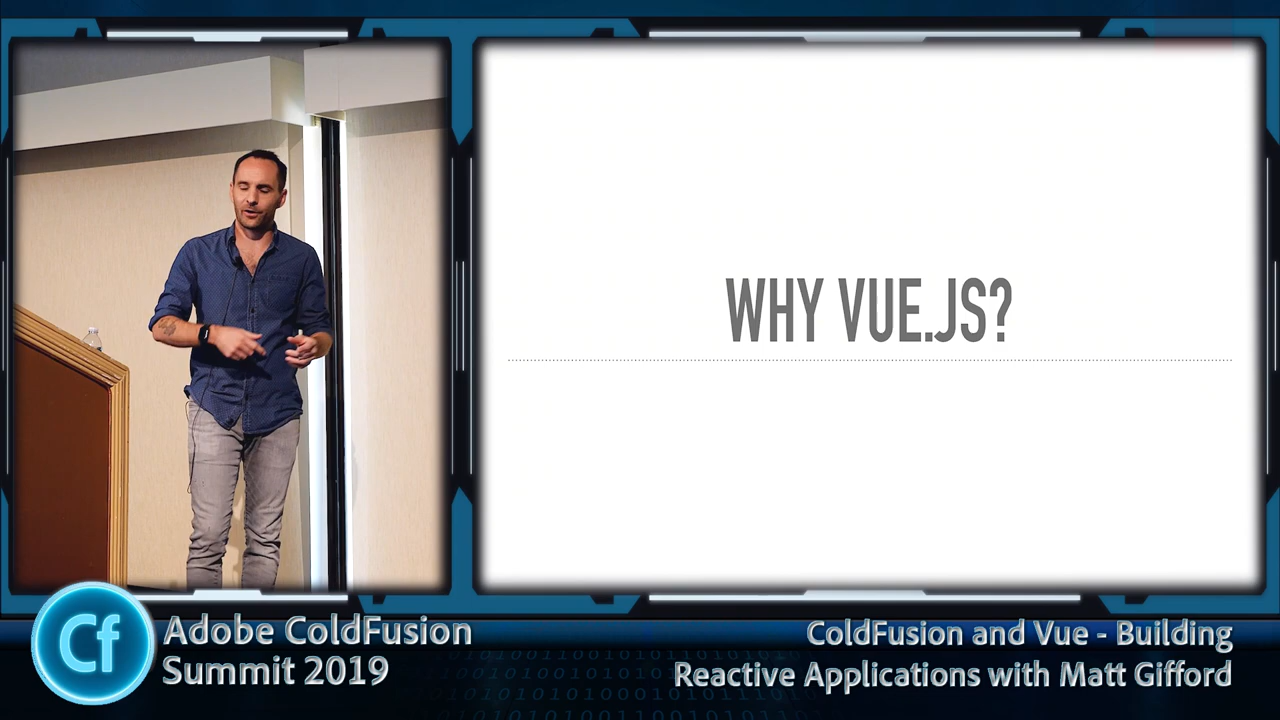 WHY VUE.JS?
Cf
Adobe ColdFusion
Summit 2019
ColdFusion and Vue - Building
Reactive Applications with Matt Gifford